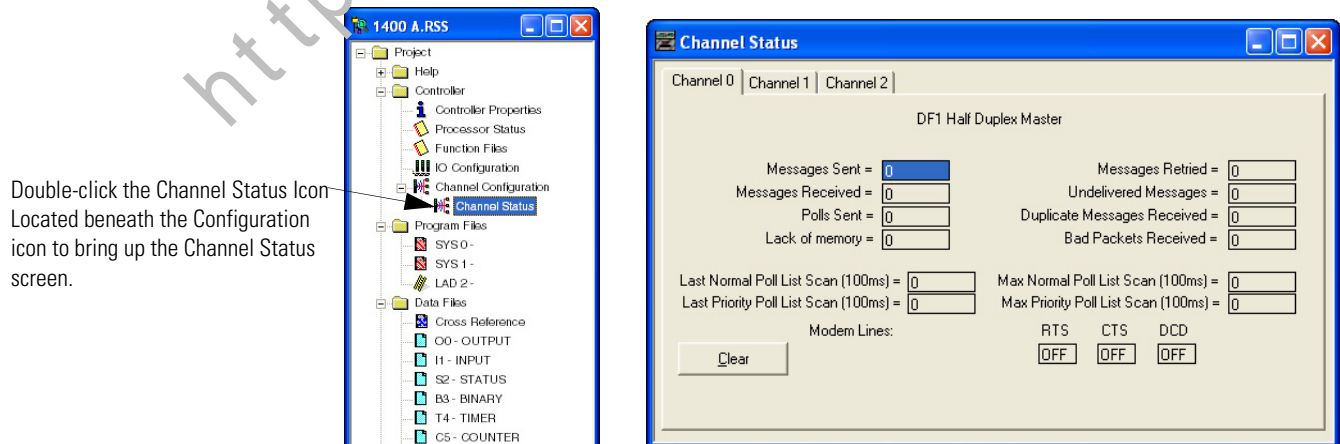 http
Double-click the Channel Status Icon
Located beneath the Configuration
icon to bring up the Channel Status
screen.
1400 A.RSS
Project
Help
Controller
Controller Properties
Processor Status
Function Files
IO Configuration
Channel Configuration
Channel Status
Program Files
SYS 0 -
SYS 1 -
LAD 2 -
Data Files
Cross Reference
O0 - OUTPUT
I1 - INPUT
S2 - STATUS
B3 - BINARY
T4 - TIMER
C5 - COUNTER
Channel Status
Channel 0 Channel 1 Channel 2
DF1 Half Duplex Master
Messages Sent = 0 Messages Retried = 0
Messages Received = 0 Undelivered Messages = 0
Polls Sent = 0 Duplicate Messages Received = 0
Lack of memory = 0 Bad Packets Received = 0
Last Normal Poll List Scan (100ms) = 0 Max Normal Poll List Scan (100ms) = 0
Last Priority Poll List Scan (100ms) = 0 Max Priority Poll List Scan (100ms) = 0
Modem Lines: RTS CTS DCD
Clear OFF OFF OFF